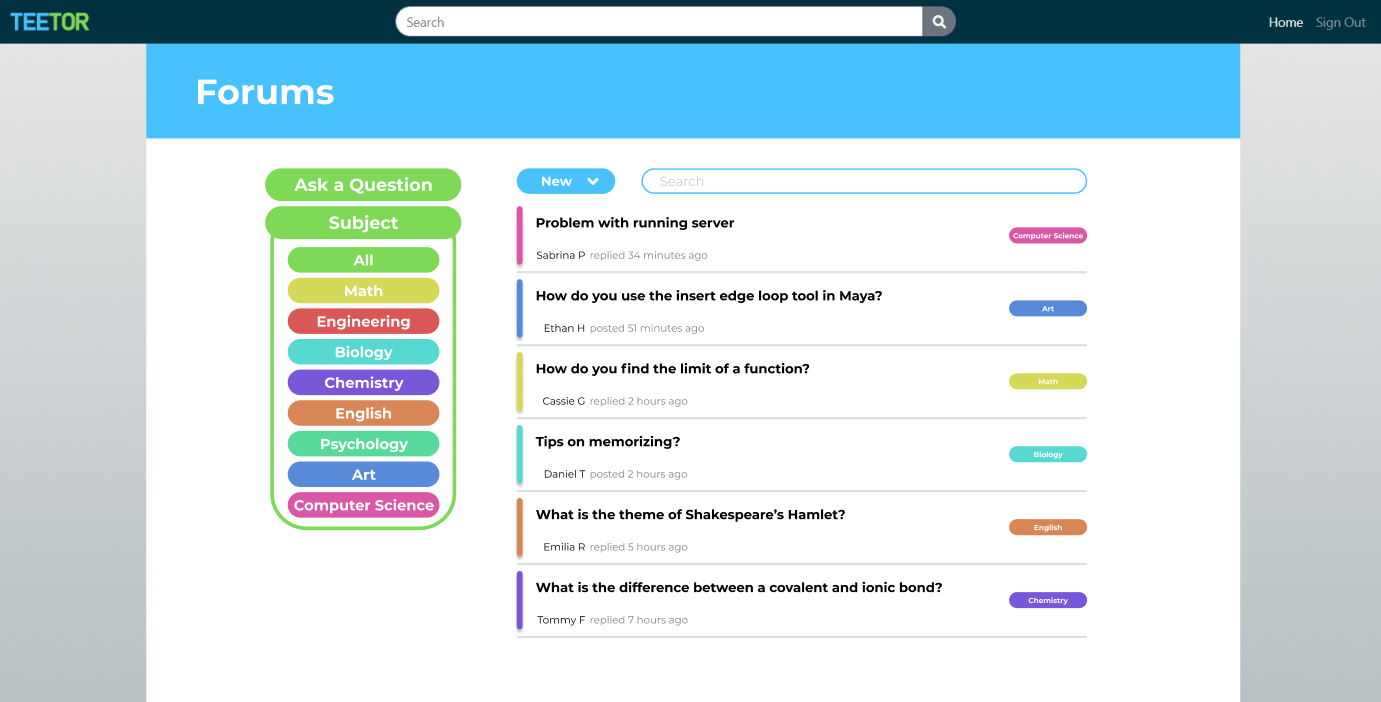 TEETOR
Search
Home
Sign Out
Forums
Ask a Question
Subject
All
Math
Engineering
Biology
Chemistry
English
Psychology
Art
Computer Science
New
Search
Problem with running server
Computer Science
Sabrina P replied 34 minutes ago
How do you use the insert edge loop tool in Maya?
Art
Ethan H posted 51 minutes ago
How do you find the limit of a function?
Math
Cassie G replied 2 hours ago
Tips on memorizing?
Biology
Daniel T posted 2 hours ago
What is the theme of Shakespeare’s Hamlet?
English
Emilia R replied 5 hours ago
What is the difference between a covalent and ionic bond?
Chemistry
Tommy F replied 7 hours ago